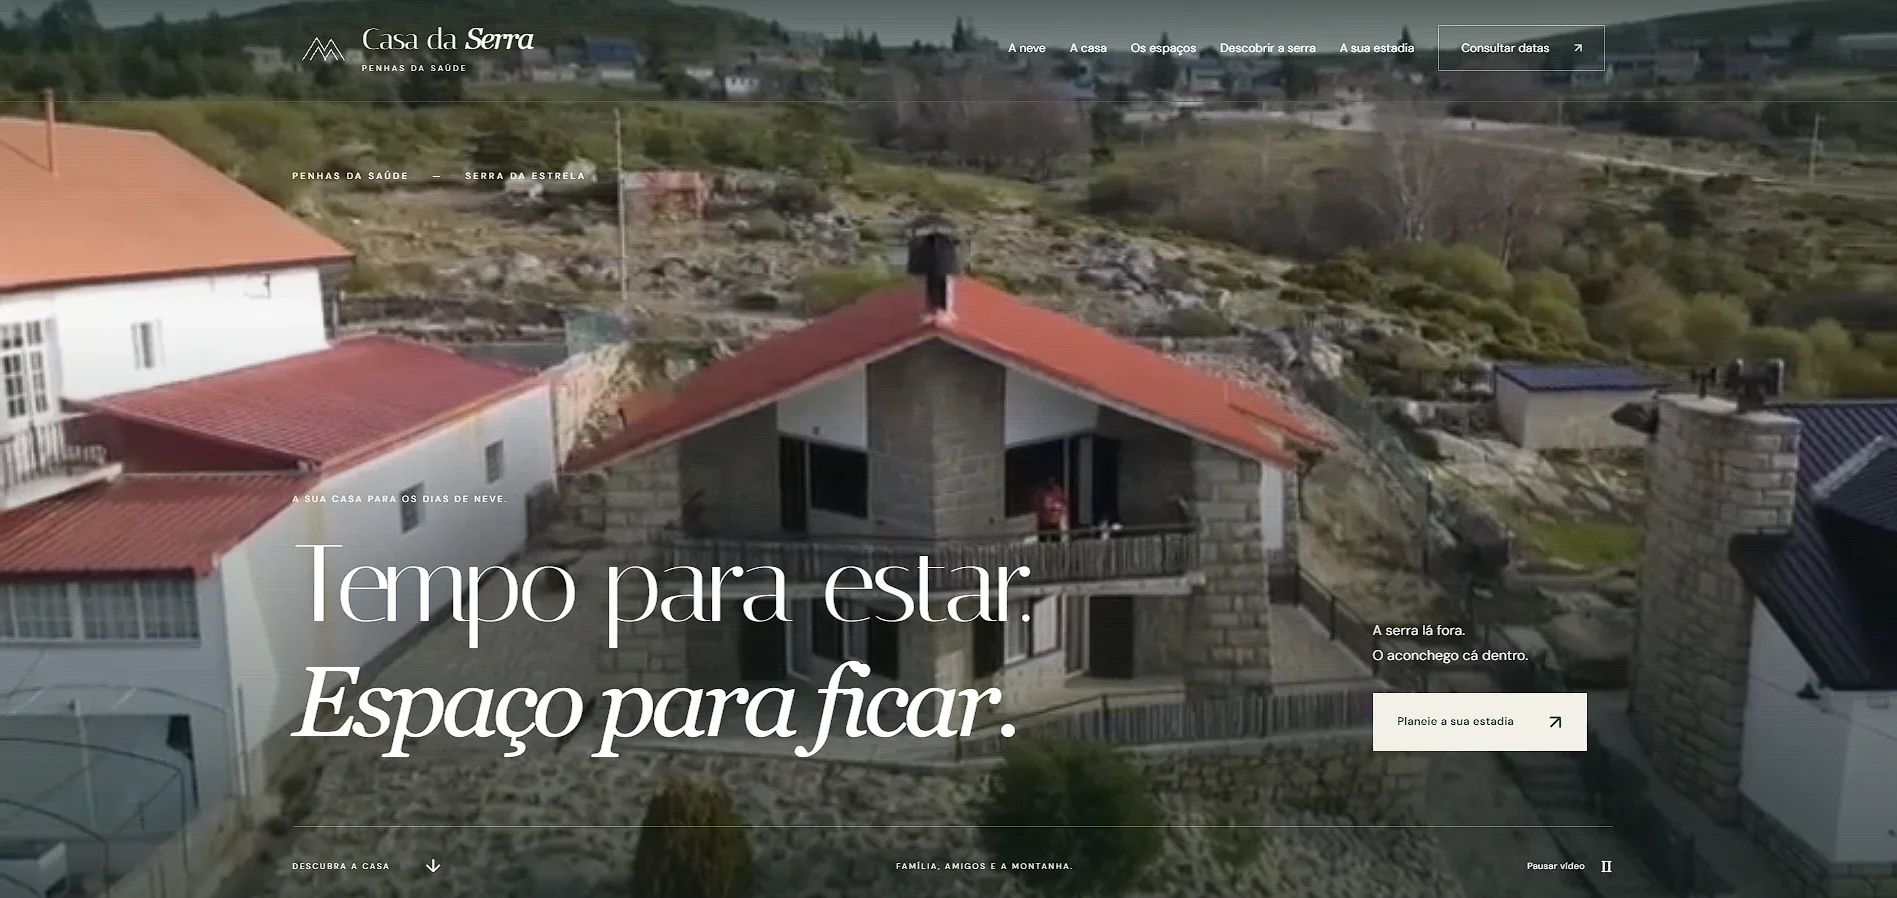 Casa da Serra
PENHAS DA SAÚDE
A neve
A casa
Os espaços
Descobrir a serra
A sua estadia
Consultar datas
PENHAS DA SAÚDE — SERRA DA ESTRELA
A SUA CASA PARA OS DIAS DE NEVE.
Tempo para estar.
Espaço para ficar.
A serra lá fora.
O aconchego cá dentro.
Planeie a sua estadia
DESCUBRA A CASA
FAMÍLIA, AMIGOS E A MONTANHA.
Pausar vídeo